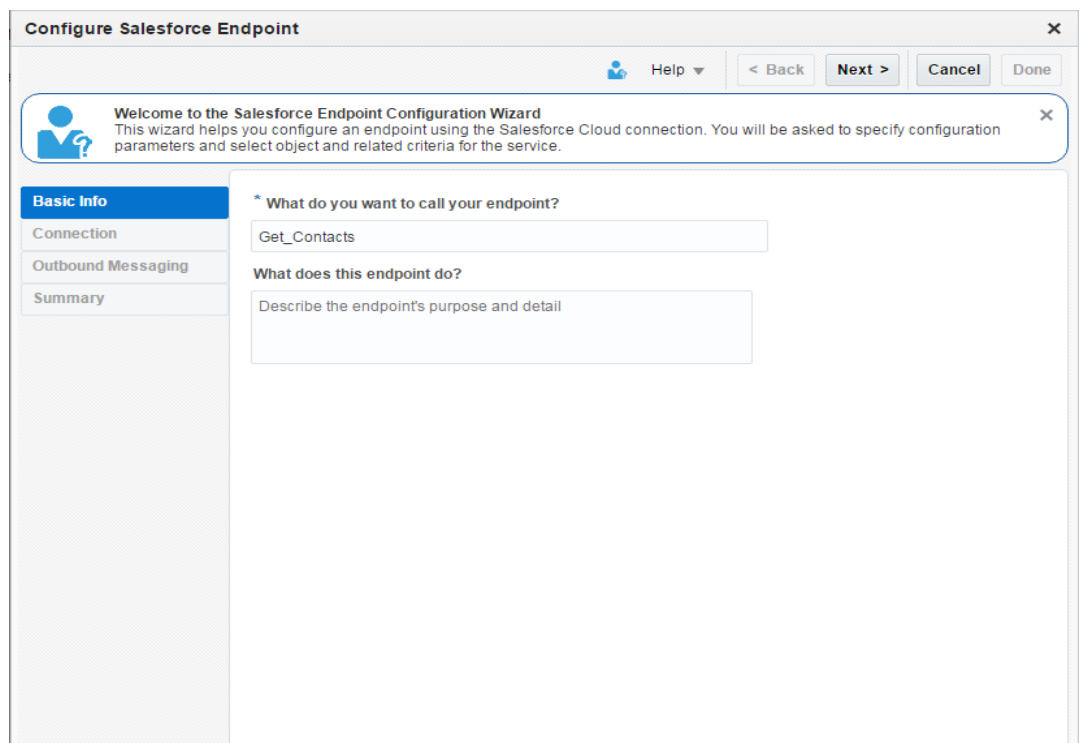 Configure Salesforce Endpoint ×
Help < Back Next > Cancel Done
Welcome to the Salesforce Endpoint Configuration Wizard ×
This wizard helps you configure an endpoint using the Salesforce Cloud connection. You will be asked to specify configuration
parameters and select object and related criteria for the service.
Basic Info
Connection
Outbound Messaging
Summary
* What do you want to call your endpoint?
Get_Contacts
What does this endpoint do?
Describe the endpoint's purpose and detail